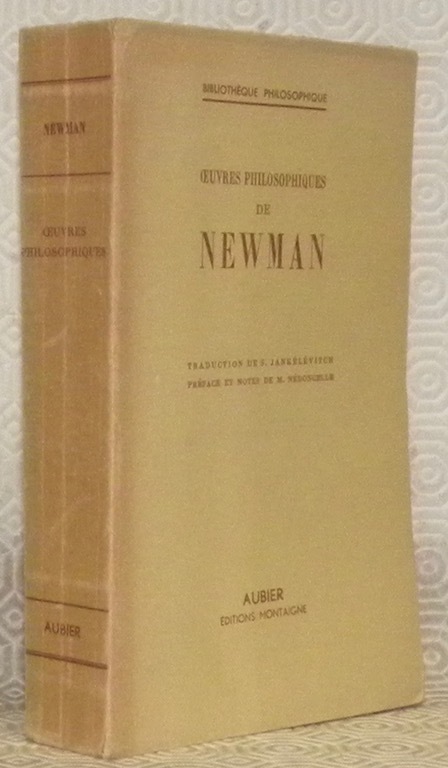 NEWMAN
ŒUVRES
PHILOSOPHIQUES
AUBIER
BIBLIOTHÈQUE PHILOSOPHIQUE
ŒUVRES PHILOSOPHIQUES
DE
NEWMAN
TRADUCTION DE S. JANKÉLÉVITCH
PRÉFACE ET NOTES DE M. NÉDONCELLE
AUBIER
ÉDITIONS MONTAIGNE